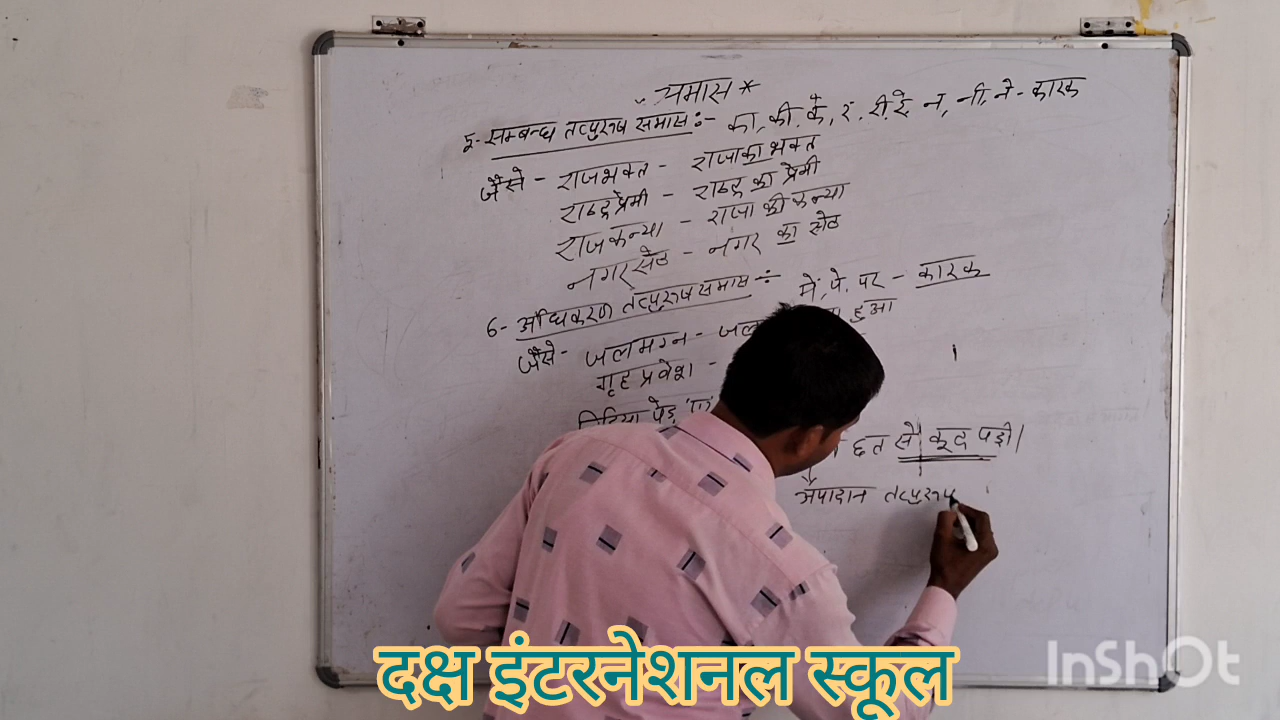 समास *
5- सम्बन्ध तत्पुरुष समास :- का, की, के, रा, री, रे, न, नी, ने - कारक
जैसे - राजभक्त - राजा का भक्त
राष्ट्रप्रेमी - राष्ट्र का प्रेमी
राजकन्या - राजा की कन्या
नगरसेठ - नगर का सेठ
6- अधिकरण तत्पुरुष समास :- में, पे, पर - कारक
जैसे - जलमग्न - जल हुआ
गृह प्रवेश -
पेड़
छत से कूद पड़ी।
अपादान तत्पुरुष
दक्ष इंटरनेशनल स्कूल
InShOt